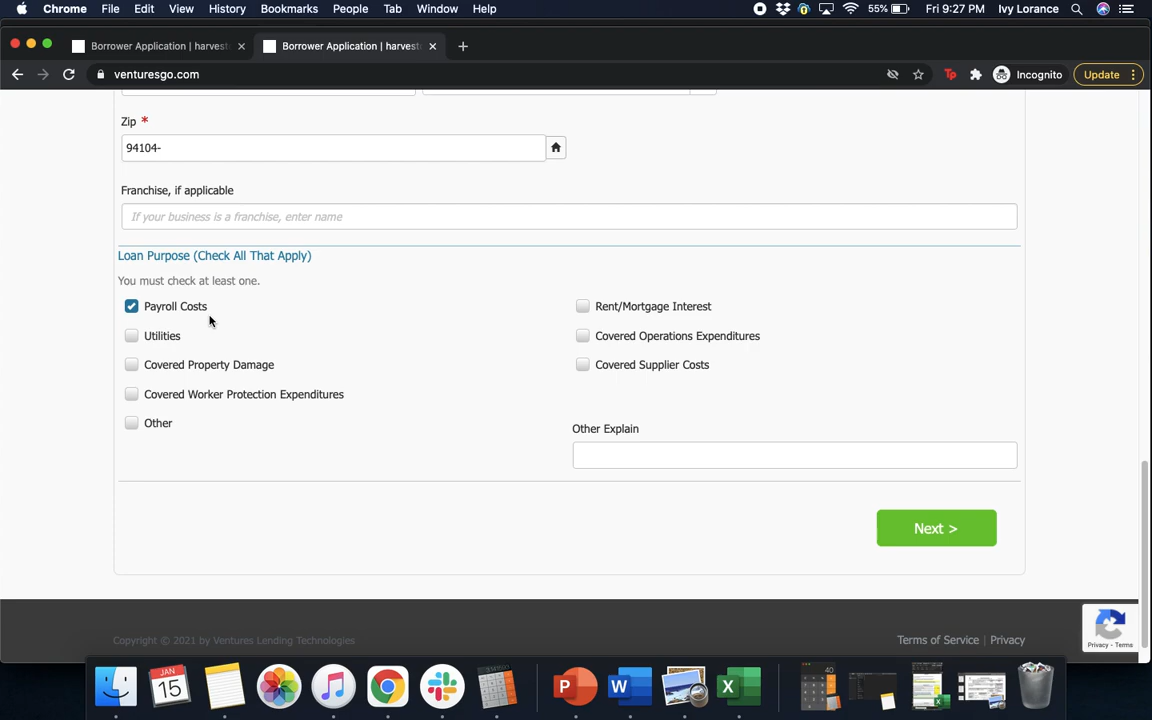 Chrome File Edit View History Bookmarks People Tab Window Help 55% Fri 9:27 PM Ivy Lorance
Borrower Application | harvest Borrower Application | harvest
venturesgo.com Incognito Update
Zip *
94104-
Franchise, if applicable
If your business is a franchise, enter name
Loan Purpose (Check All That Apply)
You must check at least one.
Payroll Costs Rent/Mortgage Interest
Utilities Covered Operations Expenditures
Covered Property Damage Covered Supplier Costs
Covered Worker Protection Expenditures
Other
Other Explain
Next >
Copyright © 2021 by Ventures Lending Technologies Terms of Service | Privacy
Privacy - Terms
JAN
15